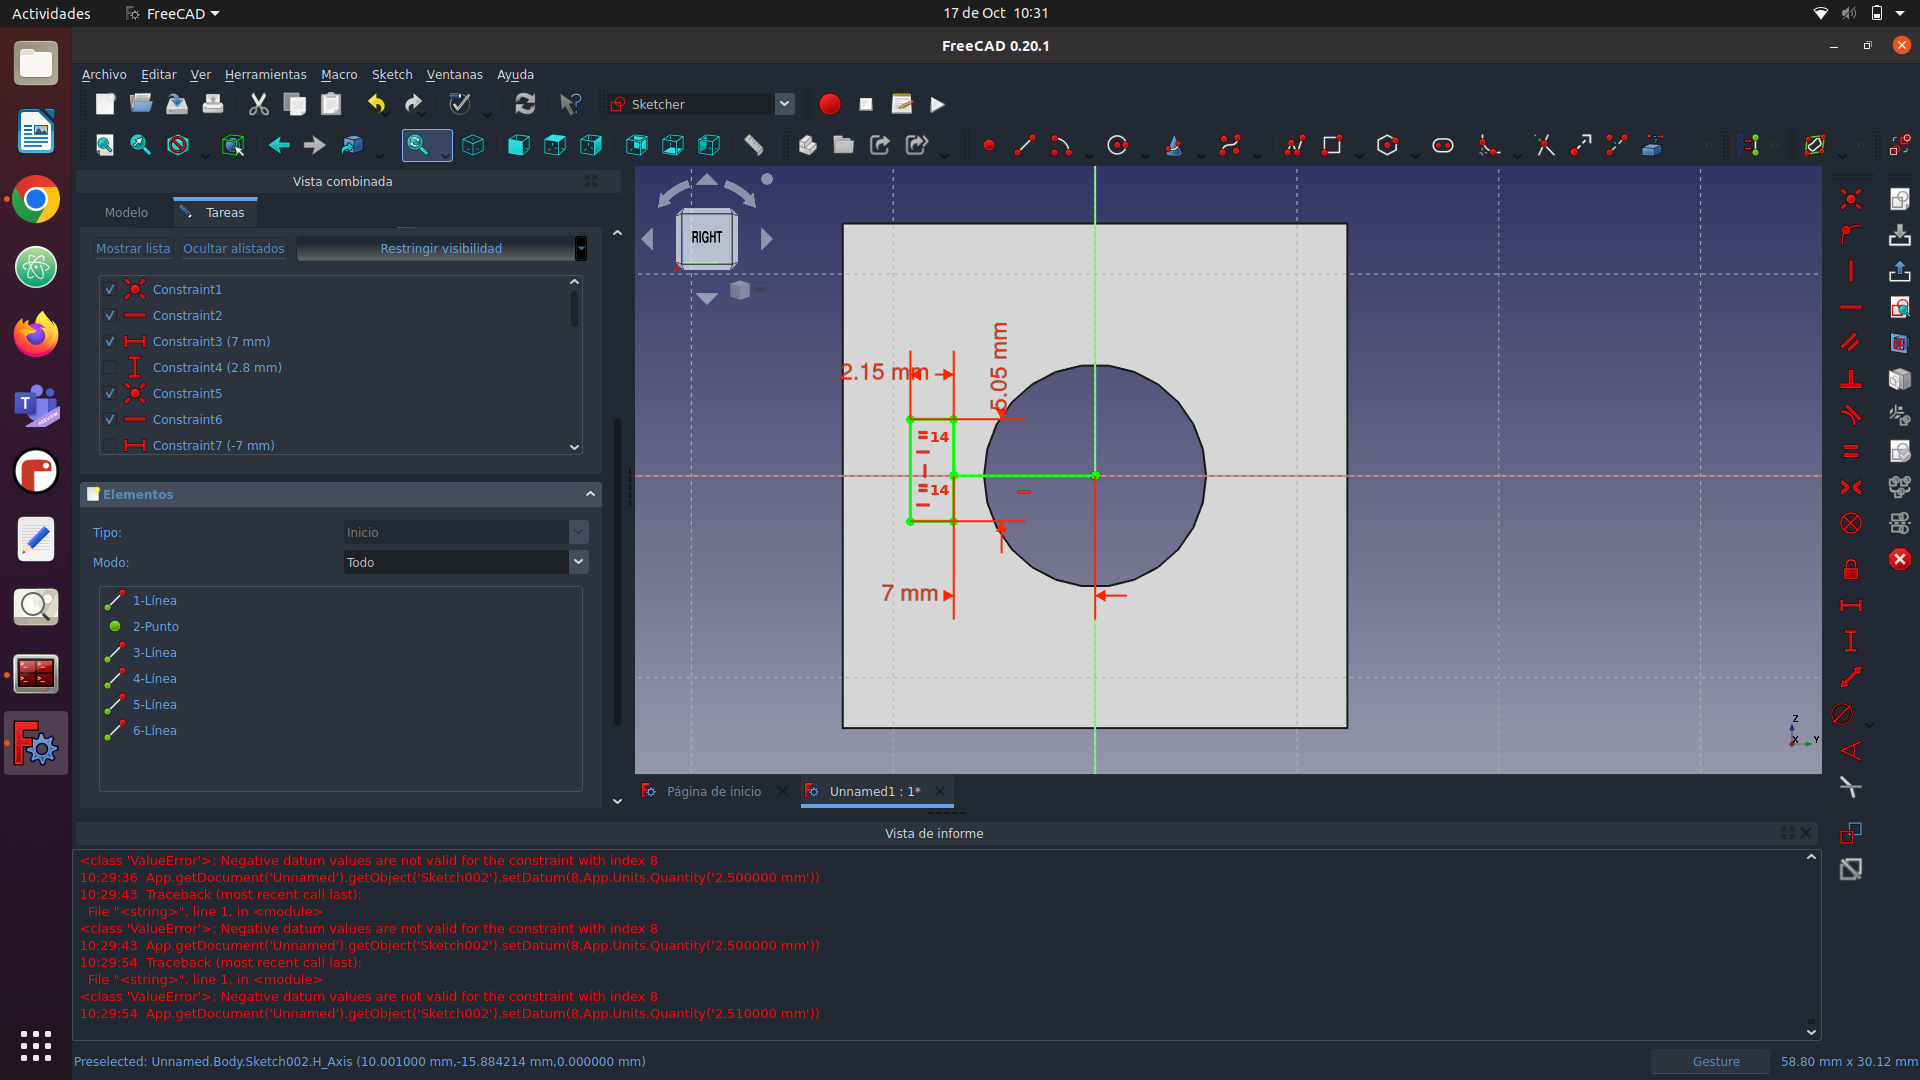 Actividades
FreeCAD
17 de Oct 10:31
FreeCAD 0.20.1
Archivo Editar Ver Herramientas Macro Sketch Ventanas Ayuda
Sketcher
Vista combinada
Modelo Tareas
Mostrar lista Ocultar alistados Restringir visibilidad
Constraint1
Constraint2
Constraint3 (7 mm)
Constraint4 (2.8 mm)
Constraint5
Constraint6
Constraint7 (-7 mm)
Elementos
Tipo: Inicio
Modo: Todo
1-Línea
2-Punto
3-Línea
4-Línea
5-Línea
6-Línea
RIGHT
2.15 mm
5.05 mm
=14
=14
7 mm
Z
X
Y
Página de inicio
Unnamed1 : 1*
Vista de informe
<class 'ValueError'>: Negative datum values are not valid for the constraint with index 8
10:29:36 App.getDocument('Unnamed').getObject('Sketch002').setDatum(8,App.Units.Quantity('2.500000 mm'))
10:29:43 Traceback (most recent call last):
File "<string>", line 1, in <module>
<class 'ValueError'>: Negative datum values are not valid for the constraint with index 8
10:29:43 App.getDocument('Unnamed').getObject('Sketch002').setDatum(8,App.Units.Quantity('2.500000 mm'))
10:29:54 Traceback (most recent call last):
File "<string>", line 1, in <module>
<class 'ValueError'>: Negative datum values are not valid for the constraint with index 8
10:29:54 App.getDocument('Unnamed').getObject('Sketch002').setDatum(8,App.Units.Quantity('2.510000 mm'))
Preselected: Unnamed.Body.Sketch002.H_Axis (10.001000 mm,-15.884214 mm,0.000000 mm)
Gesture
58.80 mm x 30.12 mm